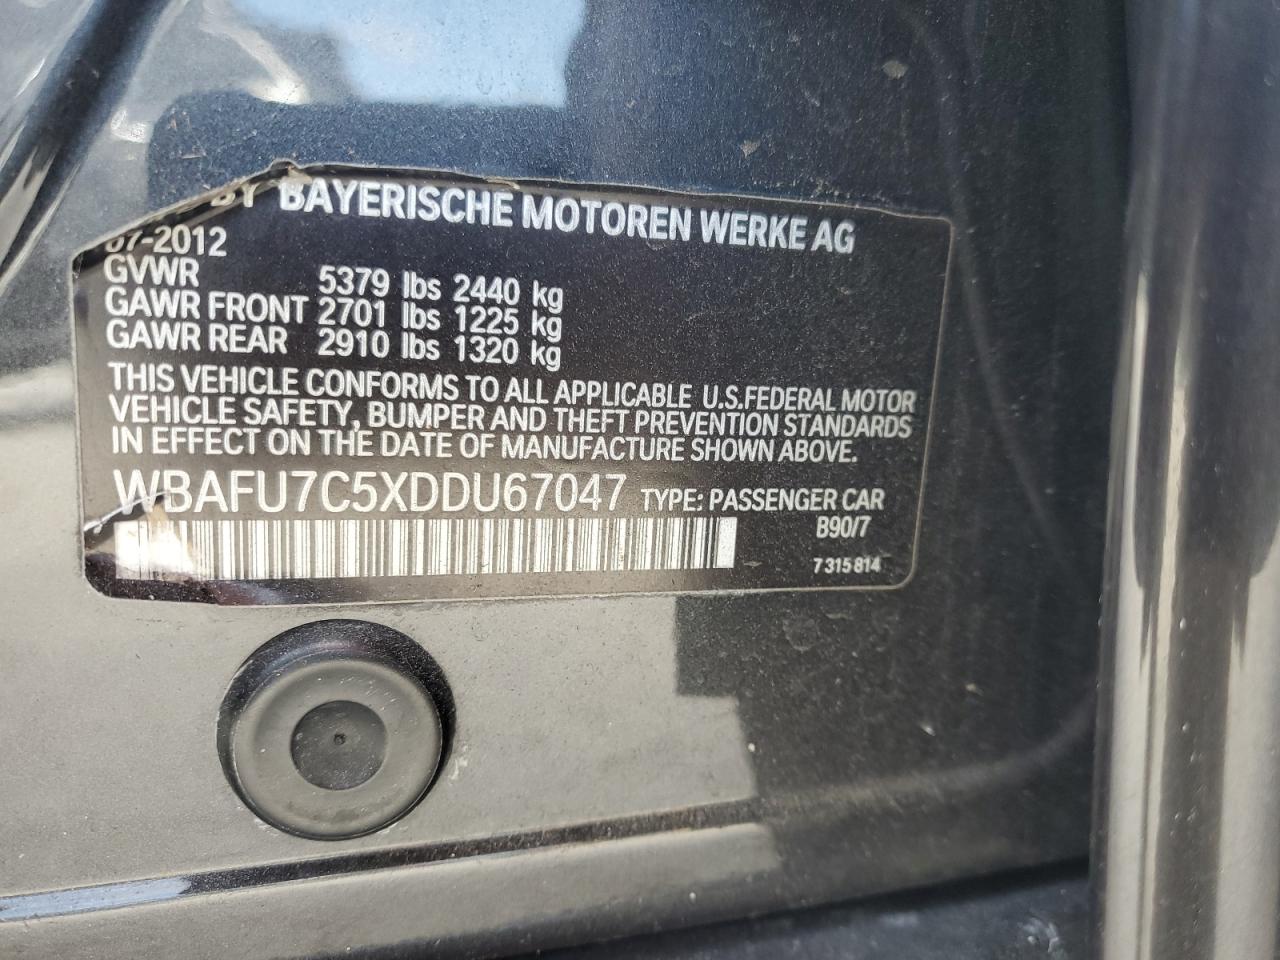 BY BAYERISCHE MOTOREN WERKE AG
07-2012
GVWR 5379 lbs 2440 kg
GAWR FRONT 2701 lbs 1225 kg
GAWR REAR 2910 lbs 1320 kg
THIS VEHICLE CONFORMS TO ALL APPLICABLE U.S.FEDERAL MOTOR
VEHICLE SAFETY, BUMPER AND THEFT PREVENTION STANDARDS
IN EFFECT ON THE DATE OF MANUFACTURE SHOWN ABOVE.
WBAFU7C5XDDU67047 TYPE: PASSENGER CAR
B90/7
7 315 814